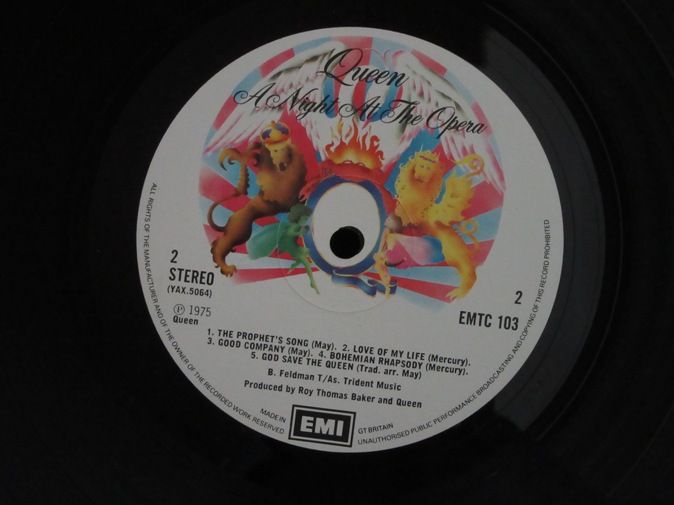 Queen
A Night At The Opera
2
STEREO
(YAX.5064)
Ⓟ 1975
Queen
2
EMTC 103
1. THE PROPHET'S SONG (May). 2. LOVE OF MY LIFE (Mercury).
3. GOOD COMPANY (May). 4. BOHEMIAN RHAPSODY (Mercury).
5. GOD SAVE THE QUEEN (Trad. arr. May)
B. Feldman T/As. Trident Music
Produced by Roy Thomas Baker and Queen
MADE IN
EMI
GT BRITAIN
ALL RIGHTS OF THE MANUFACTURER AND OF THE OWNER OF THE RECORDED WORK RESERVED
UNAUTHORISED PUBLIC PERFORMANCE BROADCASTING AND COPYING OF THIS RECORD PROHIBITED